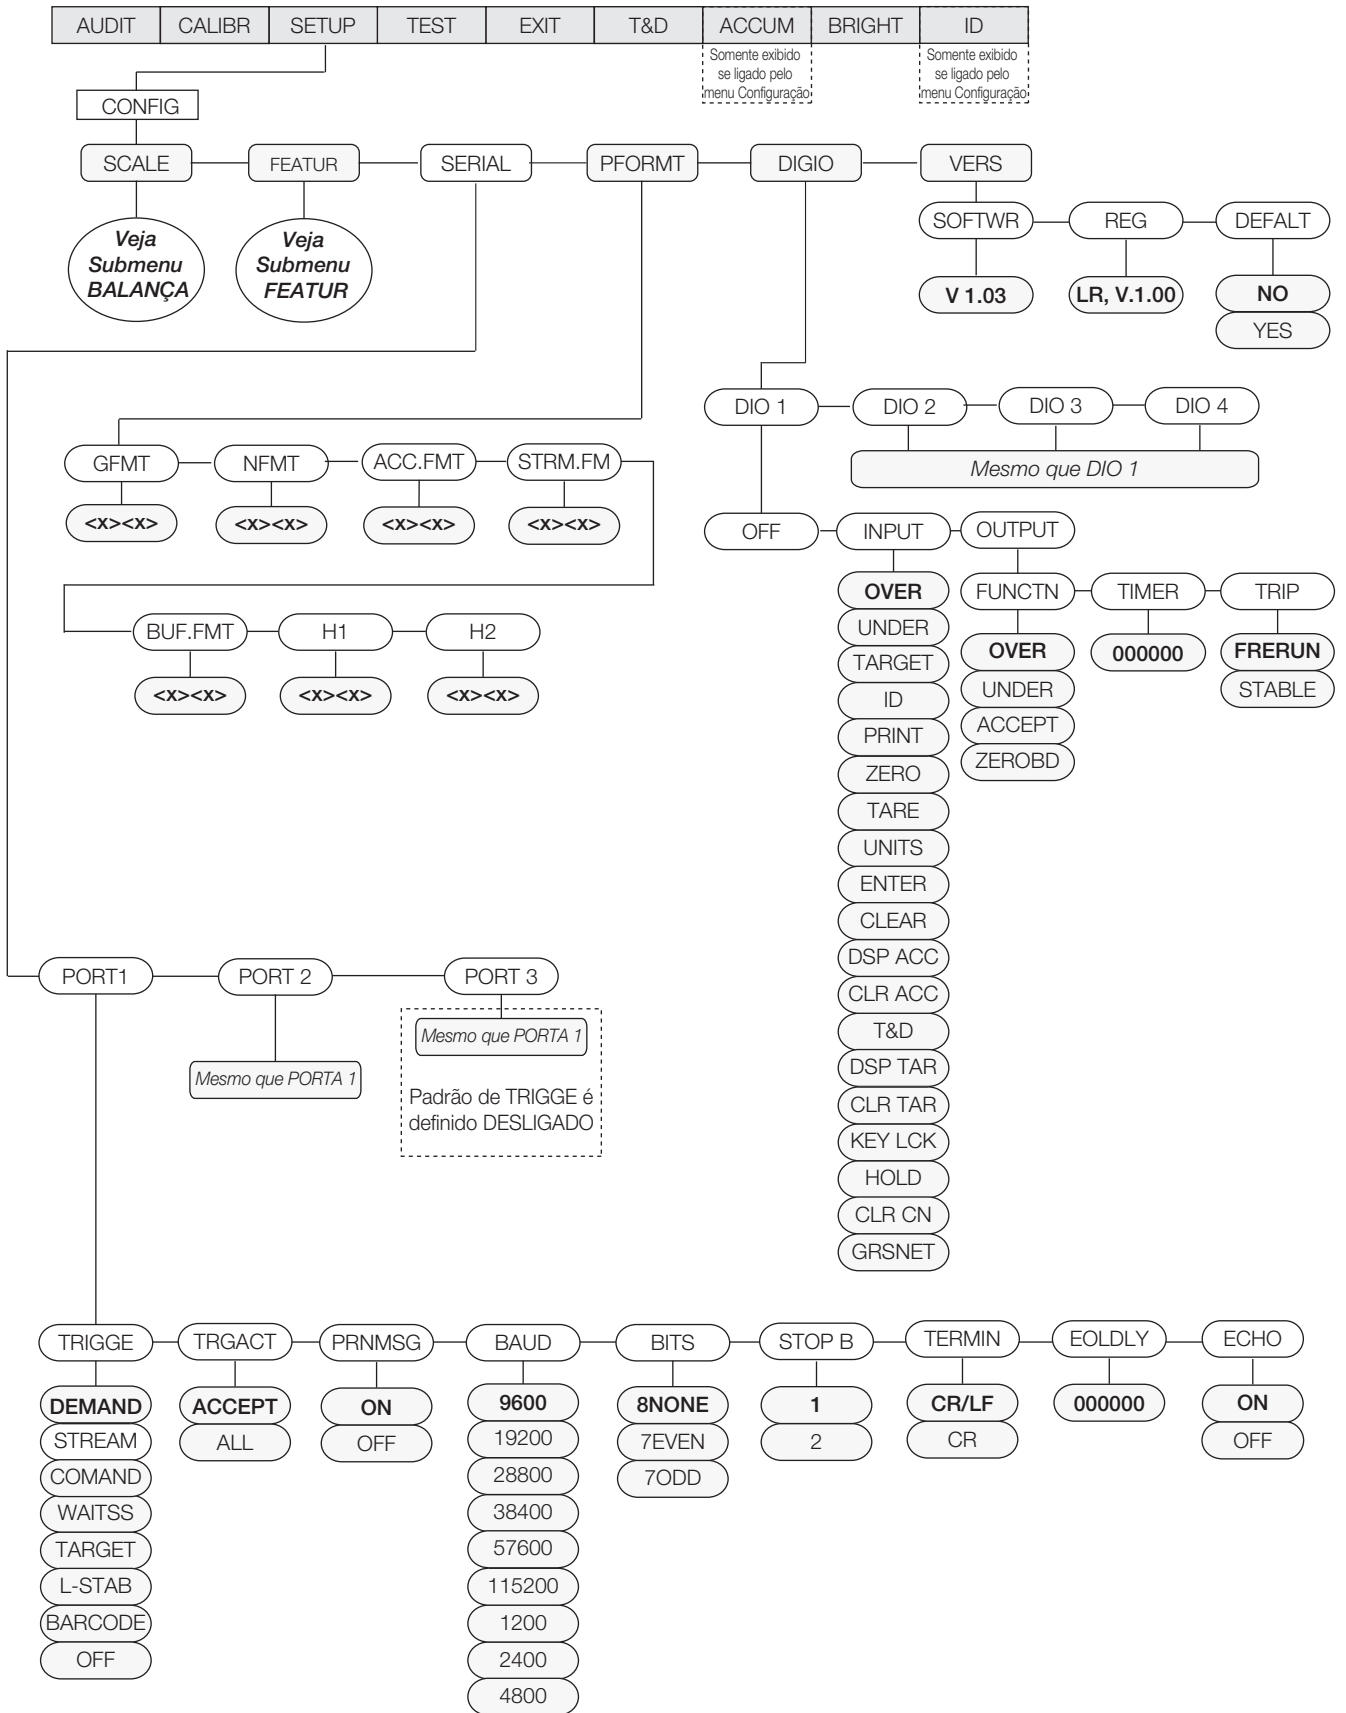 AUDIT CALIBR SETUP TEST EXIT T&D ACCUM BRIGHT ID
Somente exibido
se ligado pelo
menu Configuração
Somente exibido
se ligado pelo
menu Configuração
CONFIG
SCALE FEATUR SERIAL PFORMT DIGIO VERS
Veja
Submenu
BALANÇA
Veja
Submenu
FEATUR
SOFTWR REG DEFALT
V 1.03 LR, V.1.00 NO
YES
DIO 1 DIO 2 DIO 3 DIO 4
Mesmo que DIO 1
GFMT NFMT ACC.FMT STRM.FM
<x><x> <x><x> <x><x> <x><x>
BUF.FMT H1 H2
<x><x> <x><x> <x><x>
OFF INPUT OUTPUT
OVER
UNDER
TARGET
ID
PRINT
ZERO
TARE
UNITS
ENTER
CLEAR
DSP ACC
CLR ACC
T&D
DSP TAR
CLR TAR
KEY LCK
HOLD
CLR CN
GRSNET
FUNCTN TIMER TRIP
OVER 000000 FRERUN
UNDER STABLE
ACCEPT
ZEROBD
PORT1 PORT 2 PORT 3
Mesmo que PORTA 1
Mesmo que PORTA 1
Padrão de TRIGGE é
definido DESLIGADO
TRIGGE TRGACT PRNMSG BAUD BITS STOP B TERMIN EOLDLY ECHO
DEMAND ACCEPT ON 9600 8NONE 1 CR/LF 000000 ON
STREAM ALL OFF 19200 7EVEN 2 CR OFF
COMAND 28800 7ODD
WAITSS 38400
TARGET 57600
L-STAB 115200
BARCODE 1200
OFF 2400
4800